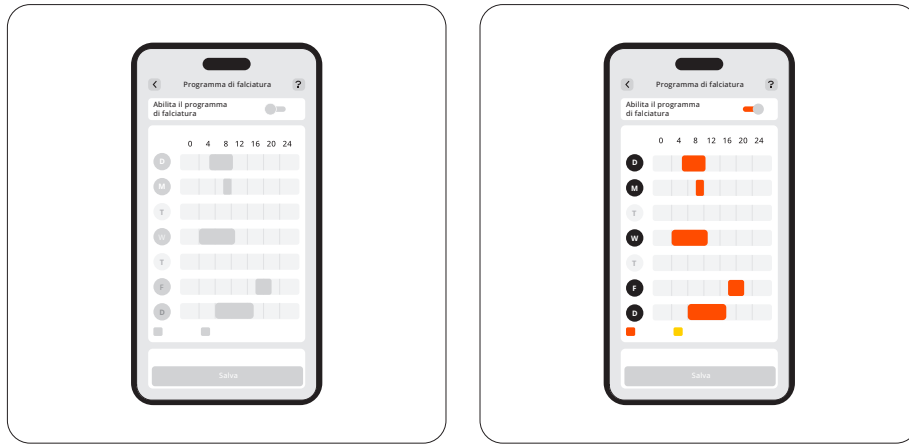 Programma di falciatura ?
Abilita il programma
di falciatura
0 4 8 12 16 20 24
D
M
T
W
T
F
D
Salva
Programma di falciatura ?
Abilita il programma
di falciatura
0 4 8 12 16 20 24
D
M
T
W
T
F
D
Salva